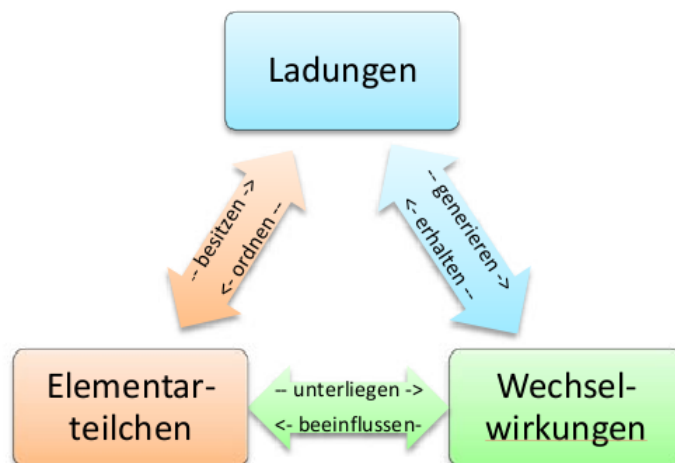 Ladungen
-- besitzen ->
<- ordnen --
-- generieren ->
<- erhalten --
Elementar-
teilchen
-- unterliegen ->
<- beeinflussen-
Wechsel-
wirkungen